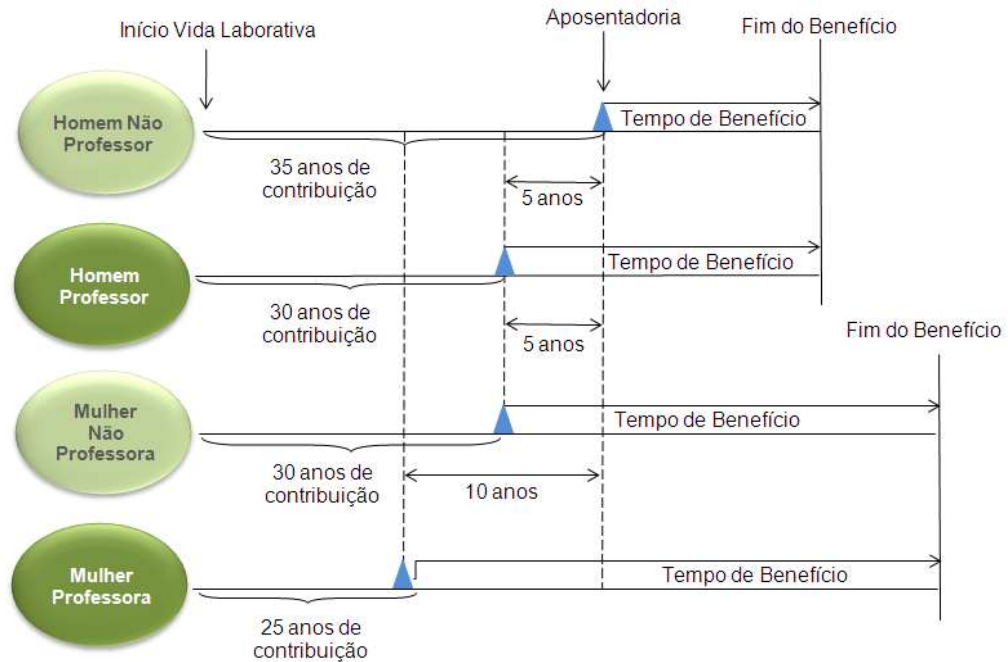 Início Vida Laborativa
Aposentadoria
Fim do Benefício
Homem Não
Professor
Tempo de Benefício
35 anos de
contribuição
5 anos
Homem
Professor
Tempo de Benefício
30 anos de
contribuição
5 anos
Fim do Benefício
Mulher
Não
Professora
Tempo de Benefício
30 anos de
contribuição
10 anos
Mulher
Professora
Tempo de Benefício
25 anos de
contribuição